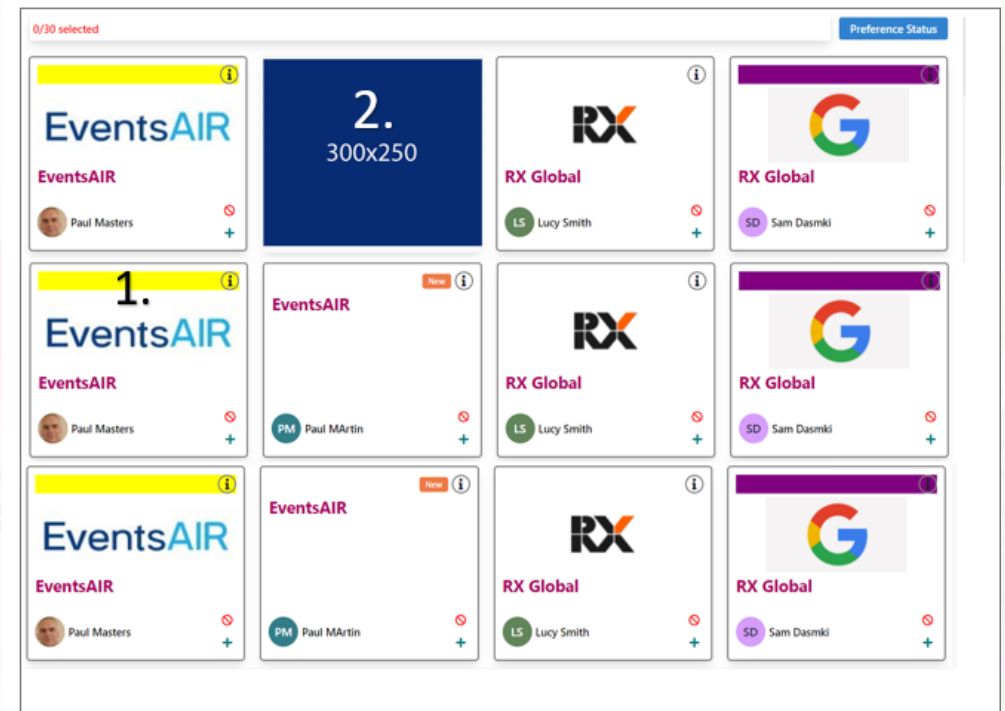 0/30 selected
Preference Status
EventsAIR
EventsAIR
Paul Masters
2.
300x250
RX
RX Global
LS Lucy Smith
G
RX Global
SD Sam Dasmki
1.
EventsAIR
EventsAIR
Paul Masters
New
EventsAIR
PM Paul MArtin
RX
RX Global
LS Lucy Smith
G
RX Global
SD Sam Dasmki
EventsAIR
EventsAIR
Paul Masters
New
EventsAIR
PM Paul MArtin
RX
RX Global
LS Lucy Smith
G
RX Global
SD Sam Dasmki